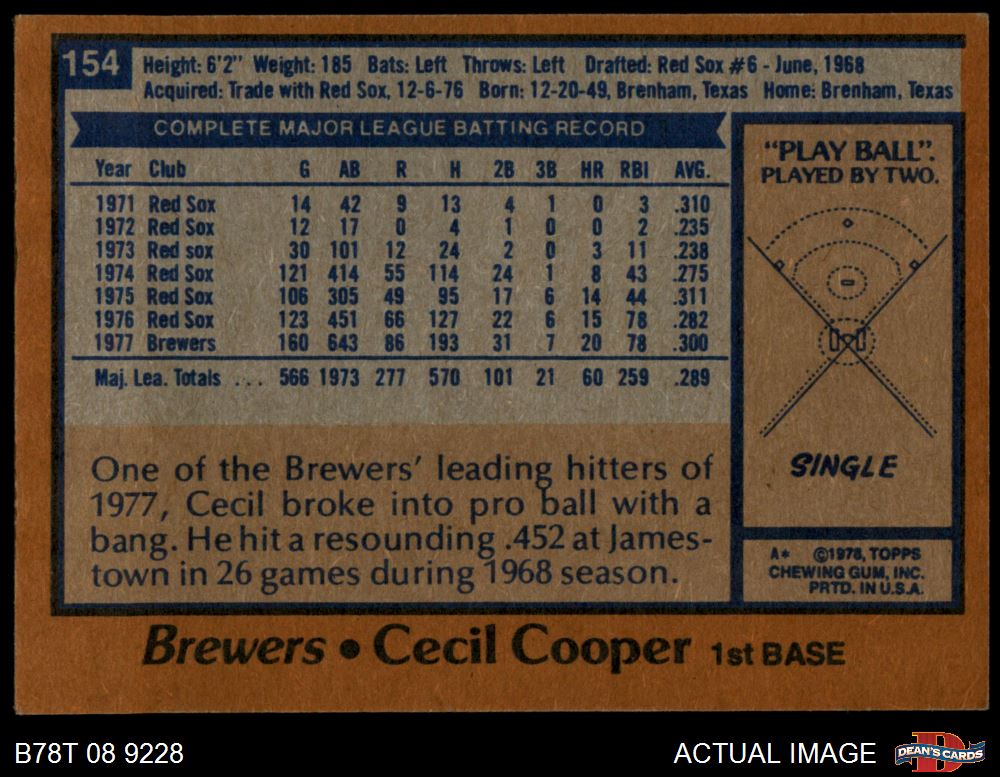 154
Height: 6'2" Weight: 185 Bats: Left Throws: Left Drafted: Red Sox #6 - June, 1968
Acquired: Trade with Red Sox, 12-6-76 Born: 12-20-49, Brenham, Texas Home: Brenham, Texas
COMPLETE MAJOR LEAGUE BATTING RECORD
Year Club G AB R H 2B 3B HR RBI AVG.
1971 Red Sox 14 42 9 13 4 1 0 3 .310
1972 Red Sox 12 17 0 4 1 0 0 2 .235
1973 Red sox 30 101 12 24 2 0 3 11 .238
1974 Red Sox 121 414 55 114 24 1 8 43 .275
1975 Red Sox 106 305 49 95 17 6 14 44 .311
1976 Red Sox 123 451 66 127 22 6 15 78 .282
1977 Brewers 160 643 86 193 31 7 20 78 .300
Maj. Lea. Totals ... 566 1973 277 570 101 21 60 259 .289
One of the Brewers' leading hitters of
1977, Cecil broke into pro ball with a
bang. He hit a resounding .452 at James-
town in 26 games during 1968 season.
"PLAY BALL".
PLAYED BY TWO.
SINGLE
A* ©1978, TOPPS
CHEWING GUM, INC.
PRTD. IN U.S.A.
Brewers • Cecil Cooper 1st BASE
B78T 08 9228
ACTUAL IMAGE
D
DEAN'S CARDS